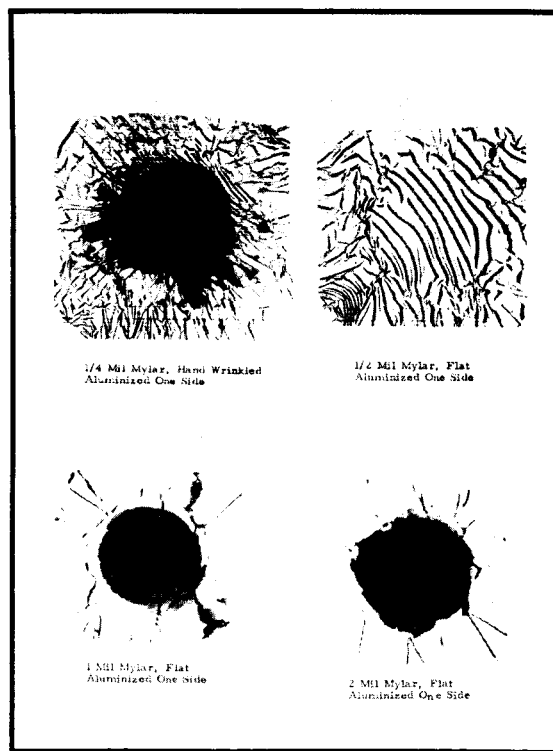 1/4 Mil Mylar, Hand Wrinkled
Aluminized One Side
1/2 Mil Mylar, Flat
Aluminized One Side
1 Mil Mylar, Flat
Aluminized One Side
2 Mil Mylar, Flat
Aluminized One Side